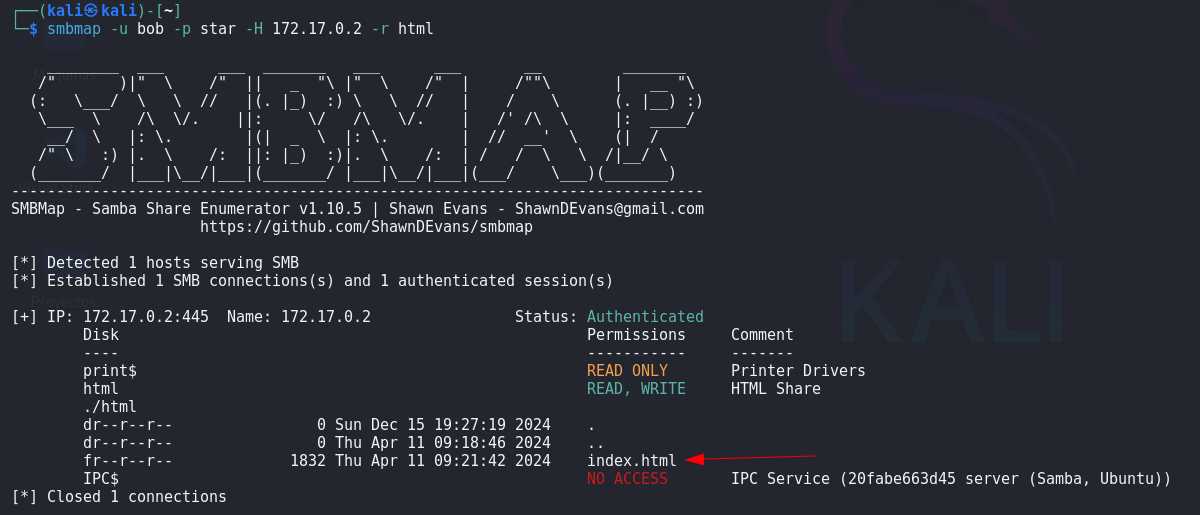 ┌──(kali㉿kali)-[~]
└─$ smbmap -u bob -p star -H 172.17.0.2 -r html
SMBMAP
-----------------------------------------------------------------------------
SMBMap - Samba Share Enumerator v1.10.5 | Shawn Evans - ShawnDEvans@gmail.com
https://github.com/ShawnDEvans/smbmap
[*] Detected 1 hosts serving SMB
[*] Established 1 SMB connections(s) and 1 authenticated session(s)
Proyectos
[+] IP: 172.17.0.2:445 Name: 172.17.0.2 Status: Authenticated
Disk Permissions Comment
---- ----------- -------
print$ READ ONLY Printer Drivers
html READ, WRITE HTML Share
./html
dr--r--r-- 0 Sun Dec 15 19:27:19 2024 .
dr--r--r-- 0 Thu Apr 11 09:18:46 2024 ..
fr--r--r-- 1832 Thu Apr 11 09:21:42 2024 index.html
IPC$ NO ACCESS IPC Service (20fabe663d45 server (Samba, Ubuntu))
[*] Closed 1 connections
KALI